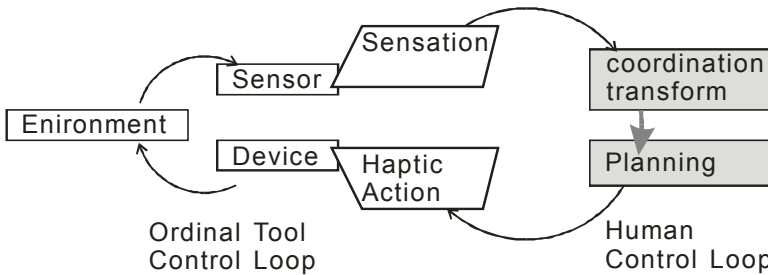 Sensation
Sensor
coordination
transform
Enironment
Device
Haptic
Action
Planning
Ordinal Tool
Control Loop
Human
Control Loop